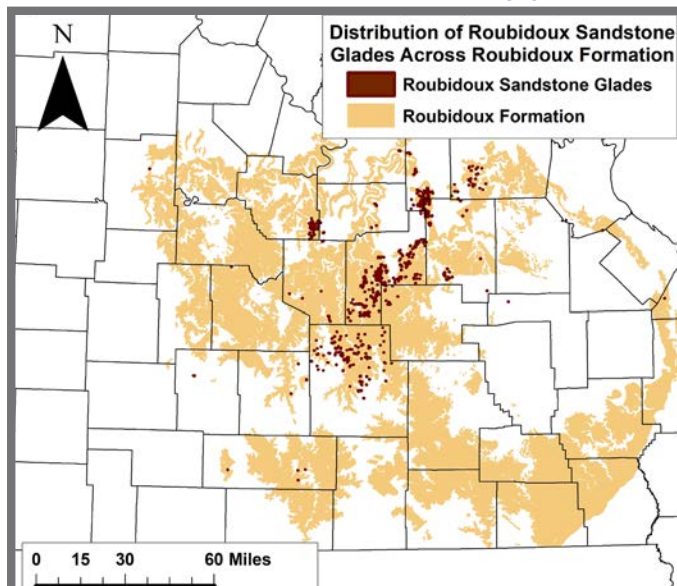 Distribution of Roubidoux Sandstone
Glades Across Roubidoux Formation
N
Roubidoux Sandstone Glades
Roubidoux Formation
0 15 30 60 Miles